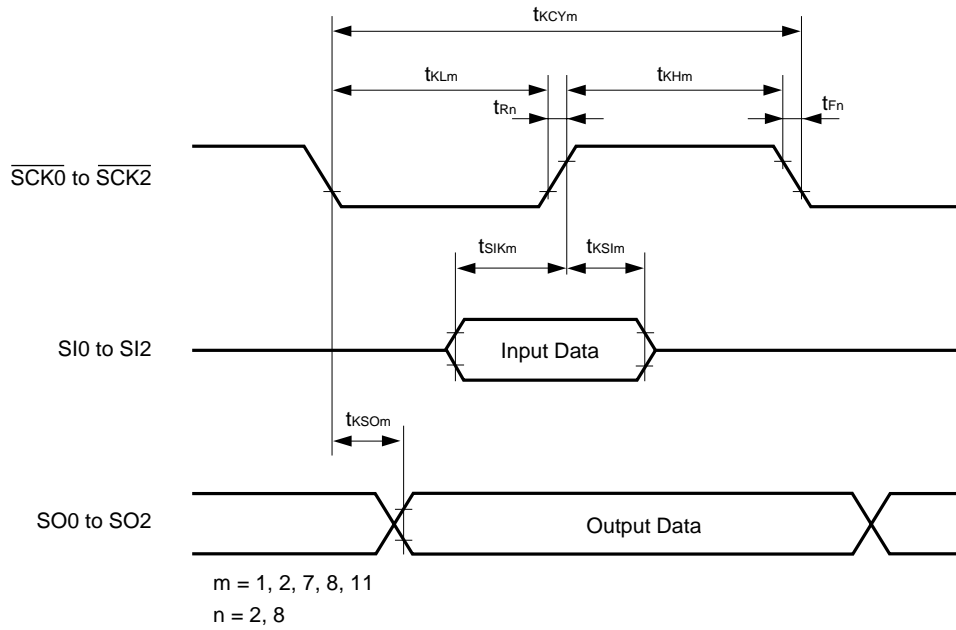 tKCYm
tKLm
tKHm
tRn
tFn
SCK0 to SCK2
tSIKm
tKSIm
SI0 to SI2
Input Data
tKSOm
SO0 to SO2
Output Data
m = 1, 2, 7, 8, 11
n = 2, 8